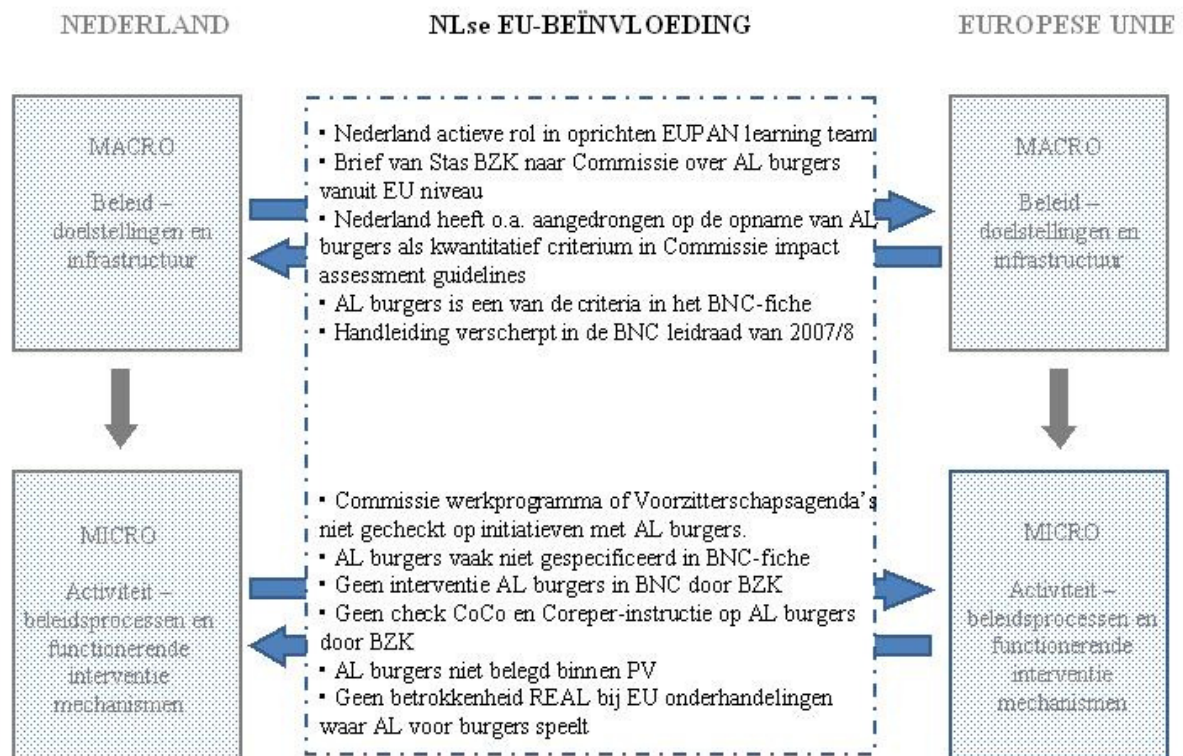 NEDERLAND
NLse EU-BEÏNVLOEDING
EUROPESE UNIE
MACRO
Beleid –
doelstellingen en
infrastructuur
▪ Nederland actieve rol in oprichten EUPAN learning team
▪ Brief van Stas BZK naar Commissie over AL burgers
vanuit EU niveau
▪ Nederland heeft o.a. aangedrongen op de opname van AL
burgers als kwantitatief criterium in Commissie impact
assessment guidelines
▪ AL burgers is een van de criteria in het BNC-fiche
▪ Handleiding verscherpt in de BNC leidraad van 2007/8
MACRO
Beleid –
doelstellingen en
infrastructuur
MICRO
Activiteit –
beleidsprocessen en
functionerende
interventie
mechanismen
▪ Commissie werkprogramma of Voorzitterschapsagenda’s
niet gecheckt op initiatieven met AL burgers.
▪ AL burgers vaak niet gespecificeerd in BNC-fiche
▪ Geen interventie AL burgers in BNC door BZK
▪ Geen check CoCo en Coreper-instructie op AL burgers
door BZK
▪ AL burgers niet belegd binnen PV
▪ Geen betrokkenheid REAL bij EU onderhandelingen
waar AL voor burgers speelt
MICRO
Activiteit –
beleidsprocessen en
functionerende
interventie
mechanismen